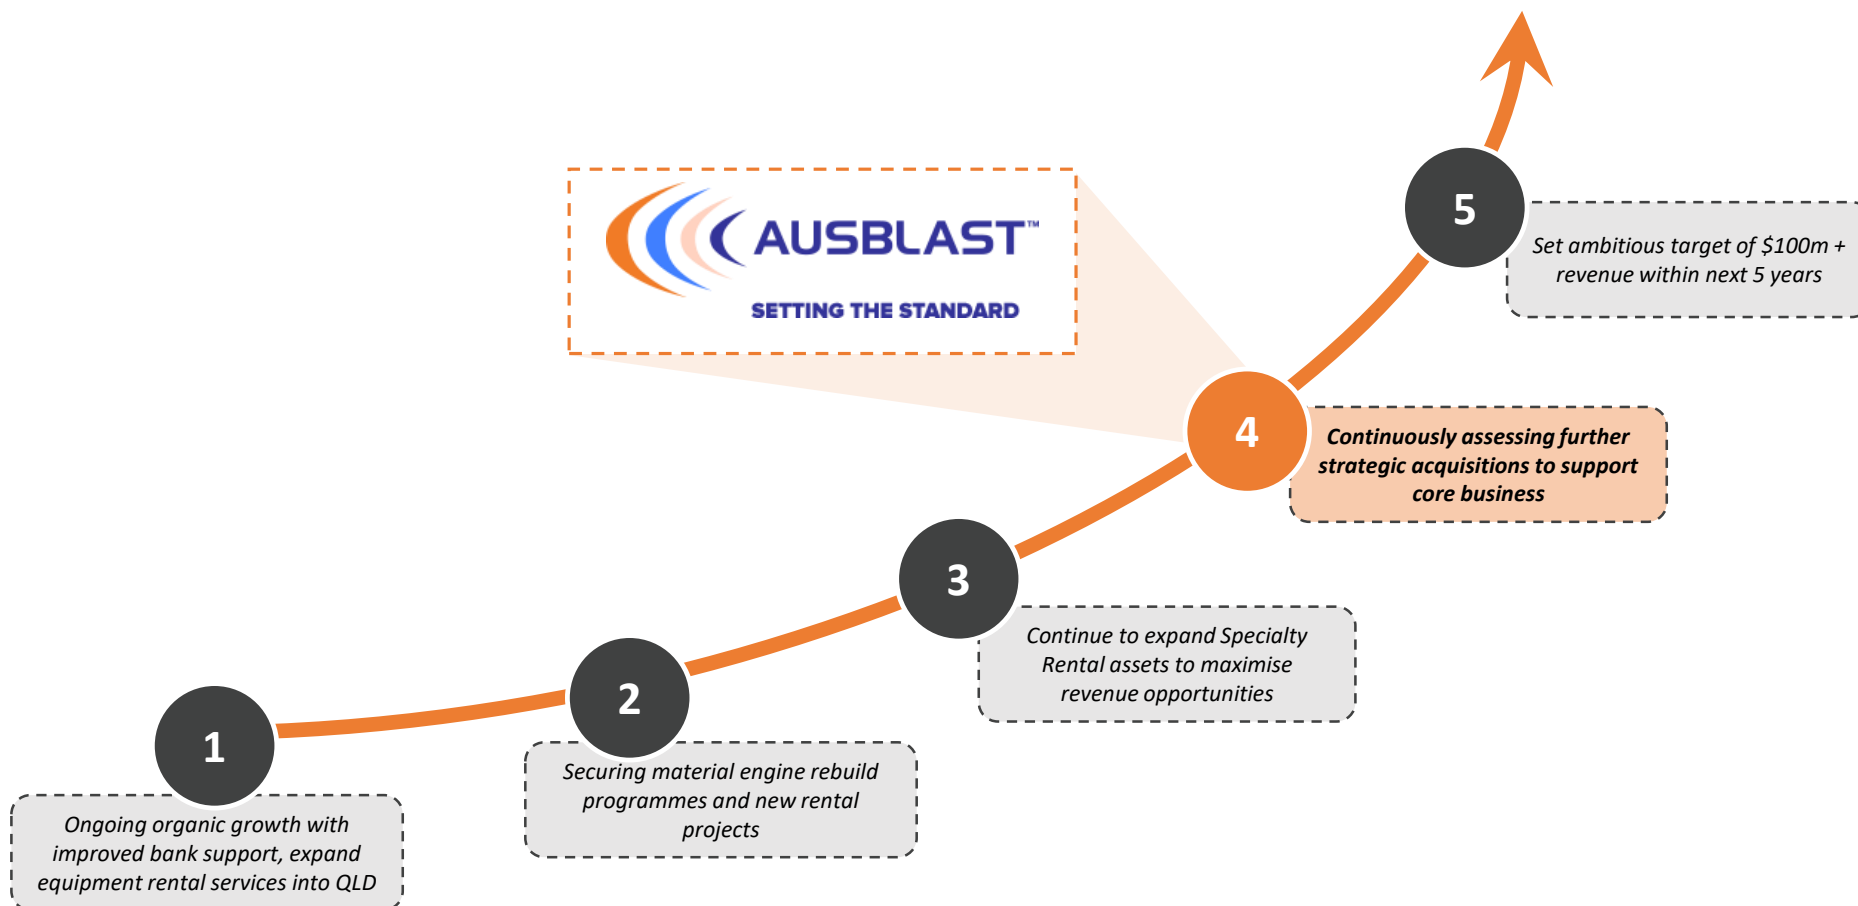 AUSBLAST™
SETTING THE STANDARD
1
Ongoing organic growth with
improved bank support, expand
equipment rental services into QLD
2
Securing material engine rebuild
programmes and new rental
projects
3
Continue to expand Specialty
Rental assets to maximise
revenue opportunities
4
Continuously assessing further
strategic acquisitions to support
core business
5
Set ambitious target of $100m +
revenue within next 5 years